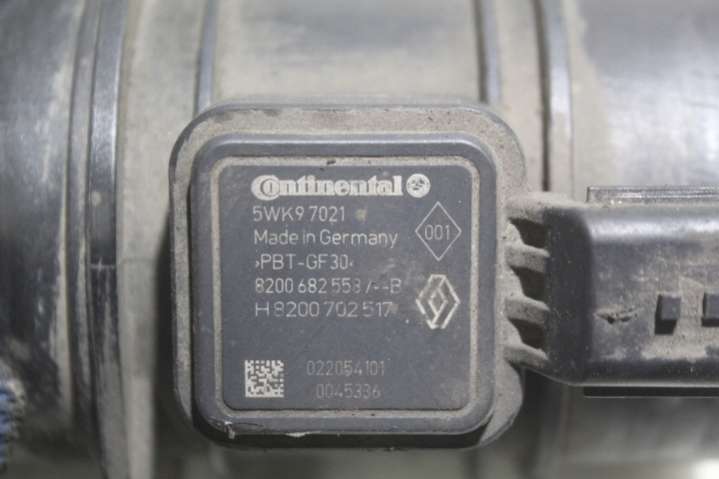 Continental
5WK9 7021
Made in Germany
001
>PBT-GF30<
8200 682 558 /--B
H 8200 702 517
022054101
0045336